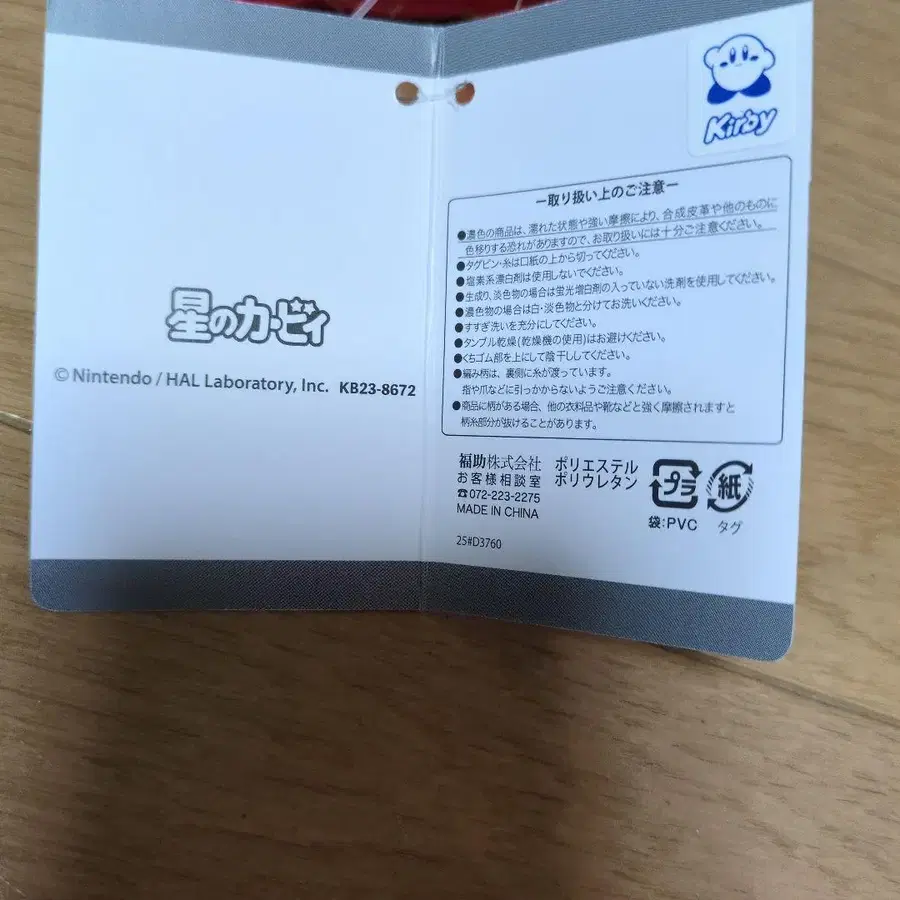 星のカービィ
© Nintendo / HAL Laboratory, Inc. KB23-8672
Kirby
ー取り扱い上のご注意ー
●濃色の商品は、濡れた状態や強い摩擦により、合成皮革や他のものに
色移りする恐れがありますので、お取り扱いには十分ご注意ください。
●タグピン・糸は口紙の上から切ってください。
●塩素系漂白剤は使用しないでください。
●生成り、淡色物の場合は蛍光増白剤の入っていない洗剤を使用してください。
●濃色物の場合は白・淡色物と分けてお洗いください。
●すすぎ洗いを充分にしてください。
●タンブル乾燥(乾燥機の使用)はお避けください。
●くちゴム部を上にして陰干ししてください。
●編み柄は、裏側に糸が渡っています。
指や爪などに引っかからないようご注意ください。
●商品に柄がある場合、他の衣料品や靴などと強く摩擦されますと
柄糸部分が抜けることがあります。
福助株式会社
お客様相談室
☎072-223-2275
MADE IN CHINA
ポリエステル
ポリウレタン
プラ
袋:PVC
紙
タグ
25#D3760